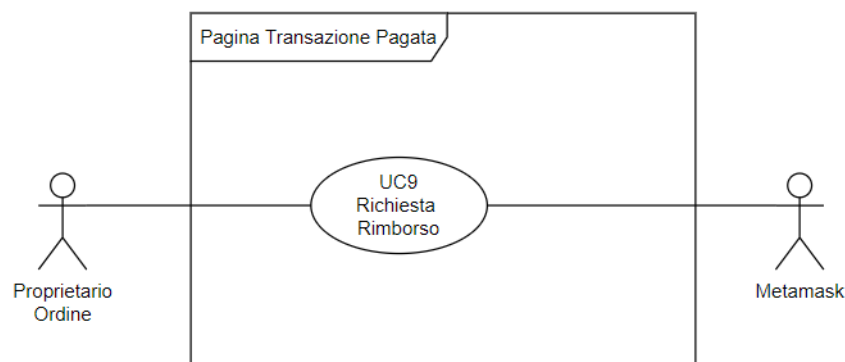 Pagina Transazione Pagata
UC9
Richiesta
Rimborso
Proprietario
Ordine
Metamask